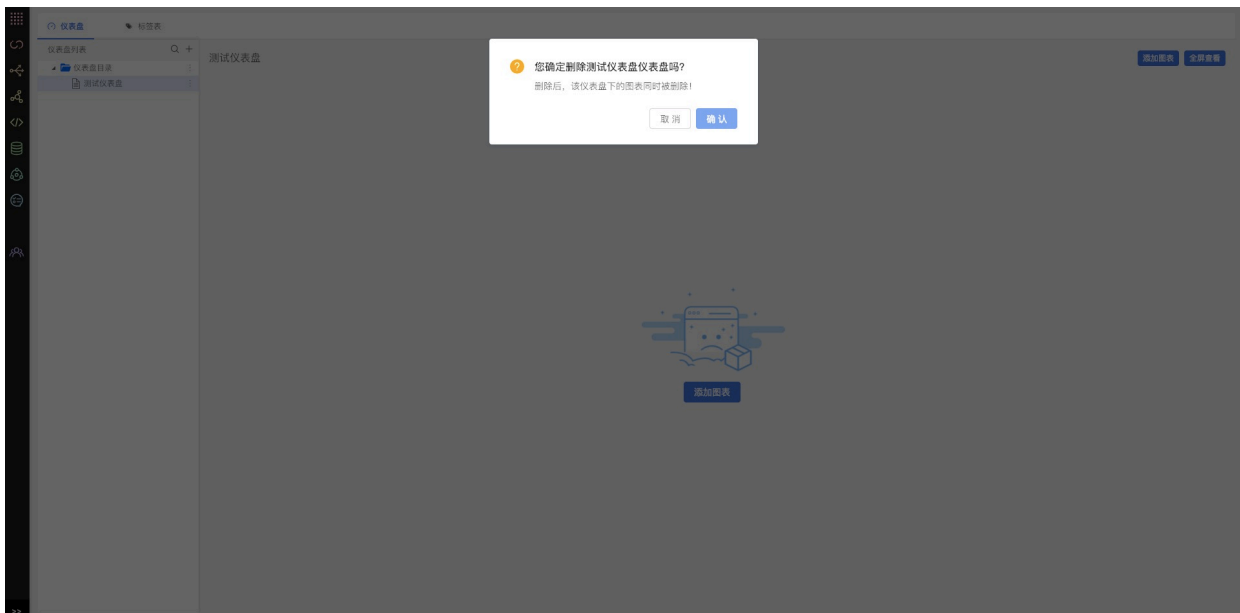 仪表盘
标签表
仪表盘列表
仪表盘目录
测试仪表盘
测试仪表盘
添加图表
全屏查看
您确定删除测试仪表盘仪表盘吗?
删除后,该仪表盘下的图表同时被删除!
取 消
确 认
添加图表